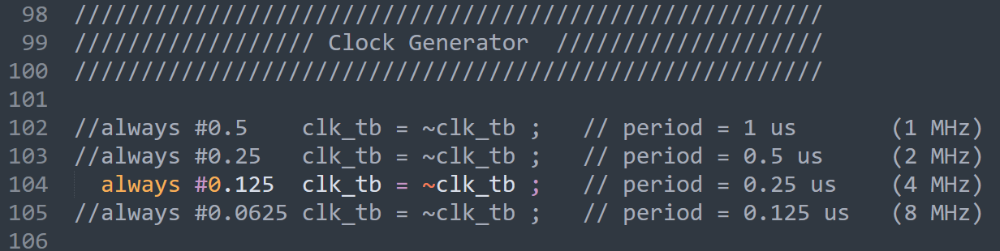 98 ////////////////////////////////////////////////////////
99 ////////////////// Clock Generator  ////////////////////
100 ////////////////////////////////////////////////////////
101
102 //always #0.5    clk_tb = ~clk_tb ;   // period = 1 us       (1 MHz)
103 //always #0.25   clk_tb = ~clk_tb ;   // period = 0.5 us     (2 MHz)
104   always #0.125  clk_tb = ~clk_tb ;   // period = 0.25 us    (4 MHz)
105 //always #0.0625 clk_tb = ~clk_tb ;   // period = 0.125 us   (8 MHz)
106